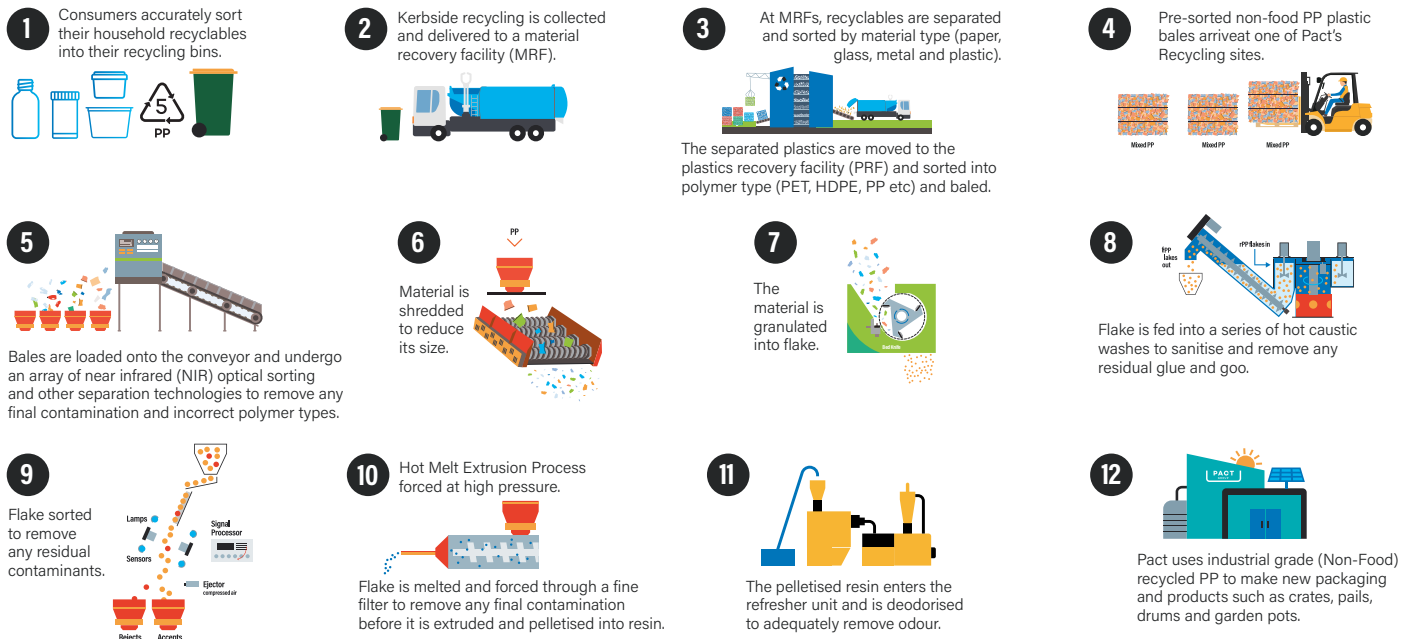 1
Consumers accurately sort
their household recyclables
into their recycling bins.
5
PP
2
Kerbside recycling is collected
and delivered to a material
recovery facility (MRF).
3
At MRFs, recyclables are separated
and sorted by material type (paper,
glass, metal and plastic).
The separated plastics are moved to the
plastics recovery facility (PRF) and sorted into
polymer type (PET, HDPE, PP etc) and baled.
4
Pre-sorted non-food PP plastic
bales arriveat one of Pact's
Recycling sites.
Mixed PP
Mixed PP
Mixed PP
5
Bales are loaded onto the conveyor and undergo
an array of near infrared (NIR) optical sorting
and other separation technologies to remove any
final contamination and incorrect polymer types.
6
PP
Material is
shredded
to reduce
its size.
7
The
material is
granulated
into flake.
8
lakes
out
rPP flakes in
Flake is fed into a series of hot caustic
washes to sanitise and remove any
residual glue and goo.
9
Flake sorted
to remove
any residual
contaminants.
Lamps
Sensors
Signal
Processor
Ejector
compressed air
Rejects
Accepts
10
Hot Melt Extrusion Process
forced at high pressure.
Flake is melted and forced through a fine
filter to remove any final contamination
before it is extruded and pelletised into resin.
11
The pelletised resin enters the
refresher unit and is deodorised
to adequately remove odour.
12
PACT
Pact uses industrial grade (Non-Food)
recycled PP to make new packaging
and products such as crates, pails,
drums and garden pots.